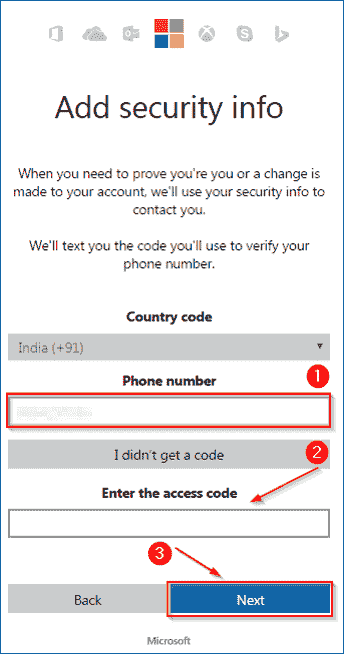 Add security info
When you need to prove you're you or a change is
made to your account, we'll use your security info to
contact you.
We'll text you the code you'll use to verify your
phone number.
Country code
India (+91)
Phone number
1
I didn't get a code
2
Enter the access code
3
Back
Next
Microsoft